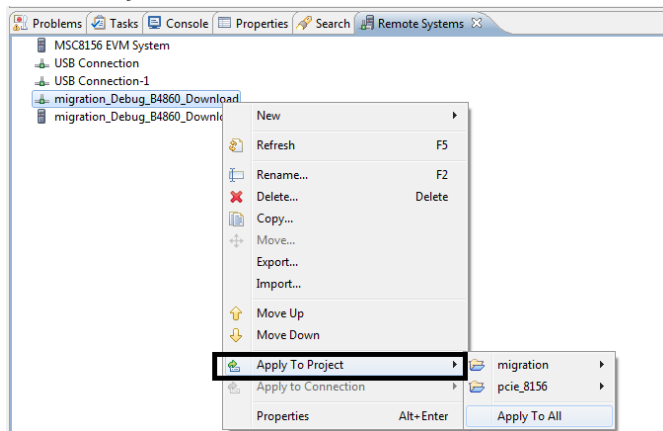 Problems Tasks Console Properties Search Remote Systems
MSC8156 EVM System
USB Connection
USB Connection-1
migration_Debug_B4860_Download
migration_Debug_B4860_Downlo
New
Refresh F5
Rename... F2
Delete... Delete
Copy...
Move...
Export...
Import...
Move Up
Move Down
Apply To Project
migration
Apply to Connection
pcie_8156
Properties Alt+Enter
Apply To All